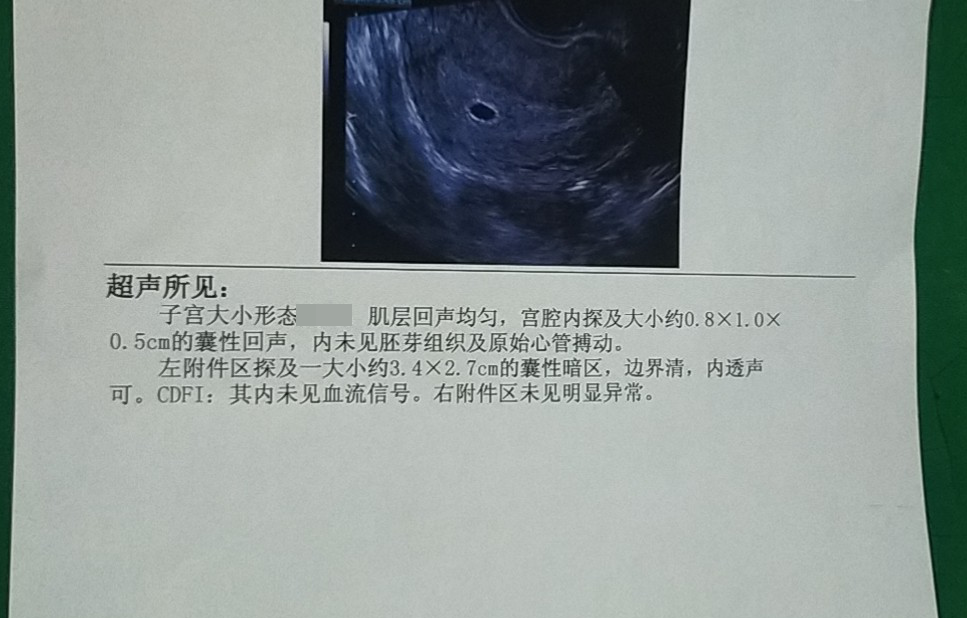 超声所见：
子宫大小形态 肌层回声均匀，宫腔内探及大小约0.8×1.0×
0.5cm的囊性回声，内未见胚芽组织及原始心管搏动。
左附件区探及一大小约3.4×2.7cm的囊性暗区，边界清，内透声
可。CDFI：其内未见血流信号。右附件区未见明显异常。